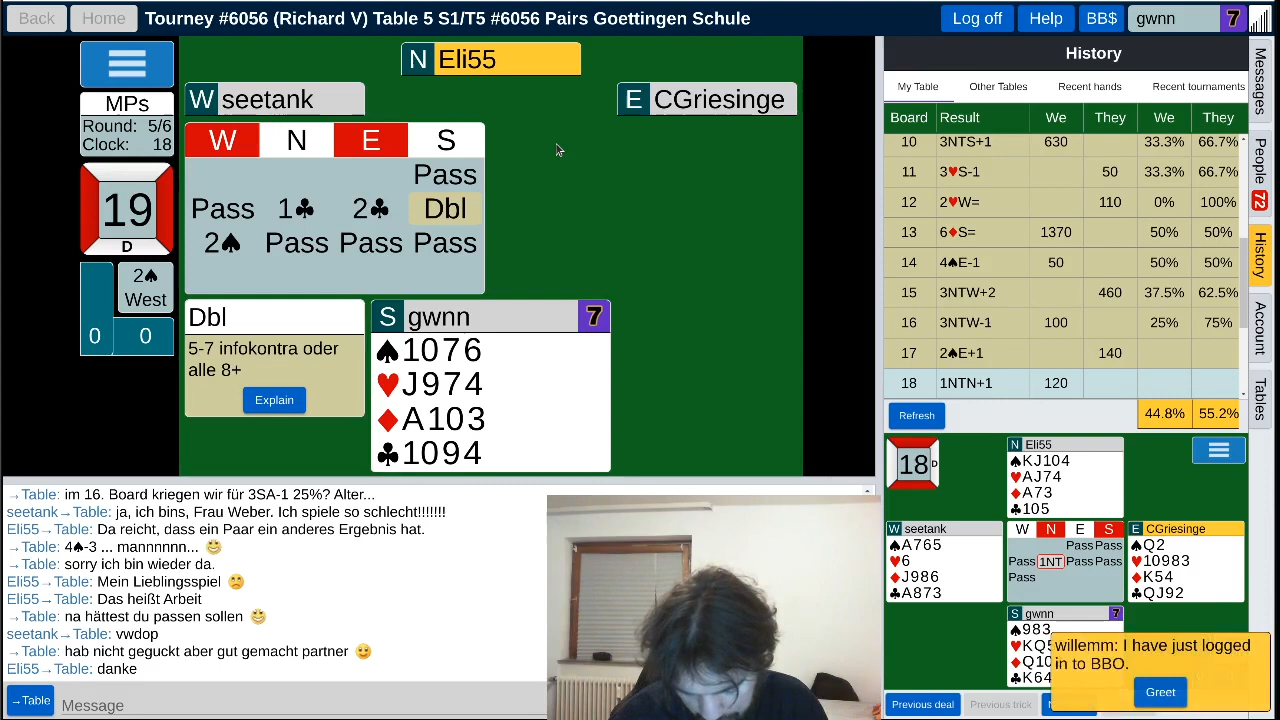 Back Home Tourney #6056 (Richard V) Table 5 S1/T5 #6056 Pairs Goettingen Schule Log off Help BB$ gwnn 7
N Eli55
W seetank E CGriesinge
MPs
Round: 5/6
Clock: 18
19
D
2♠
West
0 0
W N E S
Pass
Pass 1♣ 2♣ Dbl
2♠ Pass Pass Pass
Dbl
5-7 infokontra oder
alle 8+
Explain
S gwnn 7
♠1076
♥J974
♦A103
♣1094
→Table: im 16. Board kriegen wir für 3SA-1 25%? Alter...
seetank→Table: ja, ich bins, Frau Weber. Ich spiele so schlecht!!!!!!!
Eli55→Table: Da reicht, dass ein Paar ein anderes Ergebnis hat.
→Table: 4♠-3 ... mannnnnn...
→Table: sorry ich bin wieder da.
Eli55→Table: Mein Lieblingsspiel
Eli55→Table: Das heißt Arbeit
→Table: na hättest du passen sollen
seetank→Table: vwdop
→Table: hab nicht geguckt aber gut gemacht partner
Eli55→Table: danke
→Table Message
History
My Table Other Tables Recent hands Recent tournaments
Board Result We They We They
10 3NTS+1 630 33.3% 66.7%
11 3♥S-1 50 33.3% 66.7%
12 2♥W= 110 0% 100%
13 6♦S= 1370 50% 50%
14 4♠E-1 50 50% 50%
15 3NTW+2 460 37.5% 62.5%
16 3NTW-1 100 25% 75%
17 2♠E+1 140
18 1NTN+1 120
Refresh 44.8% 55.2%
18 D
N Eli55
♠KJ104
♥AJ74
♦A73
♣105
W seetank
♠A765
♥6
♦J986
♣A873
W N E S
Pass Pass
Pass 1NT Pass Pass
Pass
E CGriesinge
♠Q2
♥10983
♦K54
♣QJ92
S gwnn 7
♠983
♥KQ5
♦Q10
♣K64
willemm: I have just logged
in to BBO.
Greet
Previous deal Previous trick
Messages
People 72
History
Account
Tables